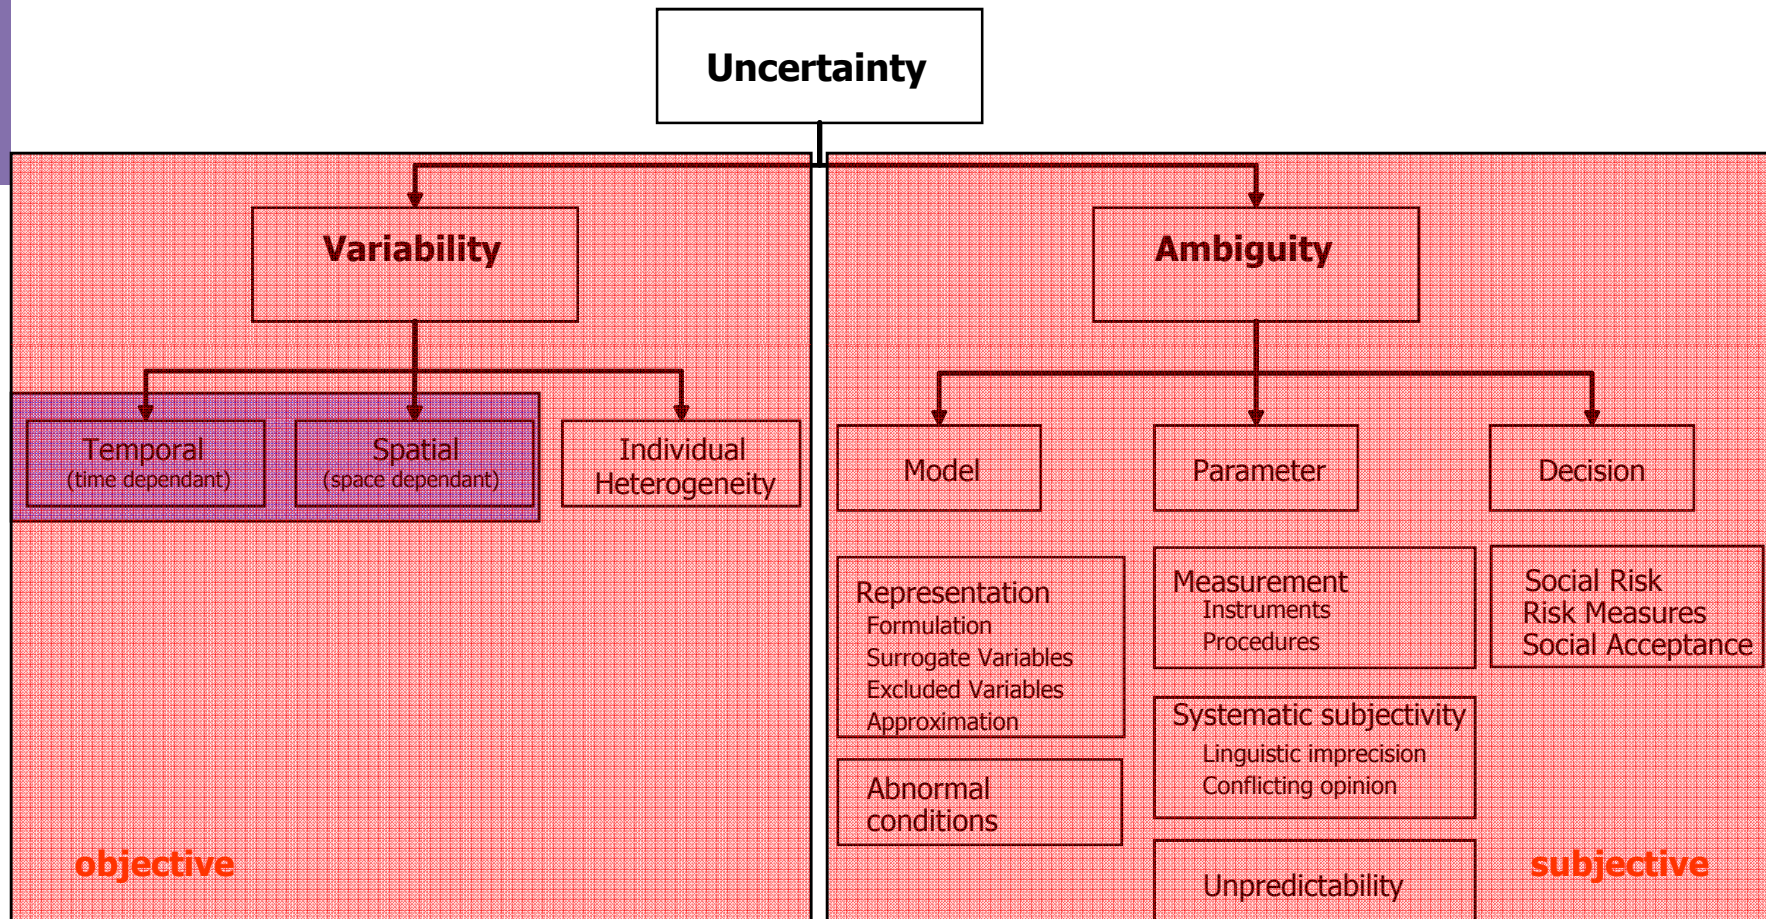 Uncertainty
Variability
Ambiguity
Temporal
(time dependant)
Spatial
(space dependant)
Individual
Heterogeneity
Model
Parameter
Decision
Representation
Formulation
Surrogate Variables
Excluded Variables
Approximation
Abnormal
conditions
Measurement
Instruments
Procedures
Systematic subjectivity
Linguistic imprecision
Conflicting opinion
Unpredictability
Social Risk
Risk Measures
Social Acceptance
objective
subjective